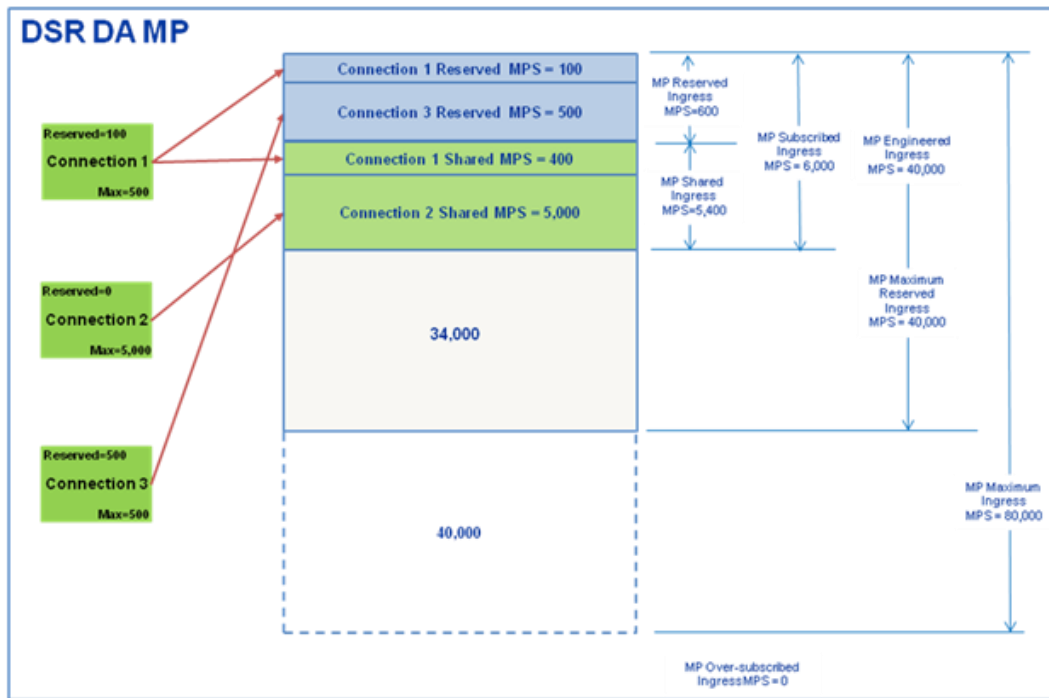 DSR DA MP
Connection 1 Reserved MPS = 100
Connection 3 Reserved MPS = 500
Connection 1 Shared MPS = 400
Connection 2 Shared MPS = 5,000
34,000
40,000
Reserved=100
Connection 1
Max=500
Reserved=0
Connection 2
Max=5,000
Reserved=500
Connection 3
Max=500
MP Reserved
Ingress
MPS=600
MP Shared
Ingress
MPS=5,400
MP Subscribed
Ingress
MPS = 6,000
MP Engineered
Ingress
MPS = 40,000
MP Maximum
Reserved
Ingress
MPS = 40,000
MP Maximum
Ingress
MPS = 80,000
MP Over-subscribed
IngressMPS = 0